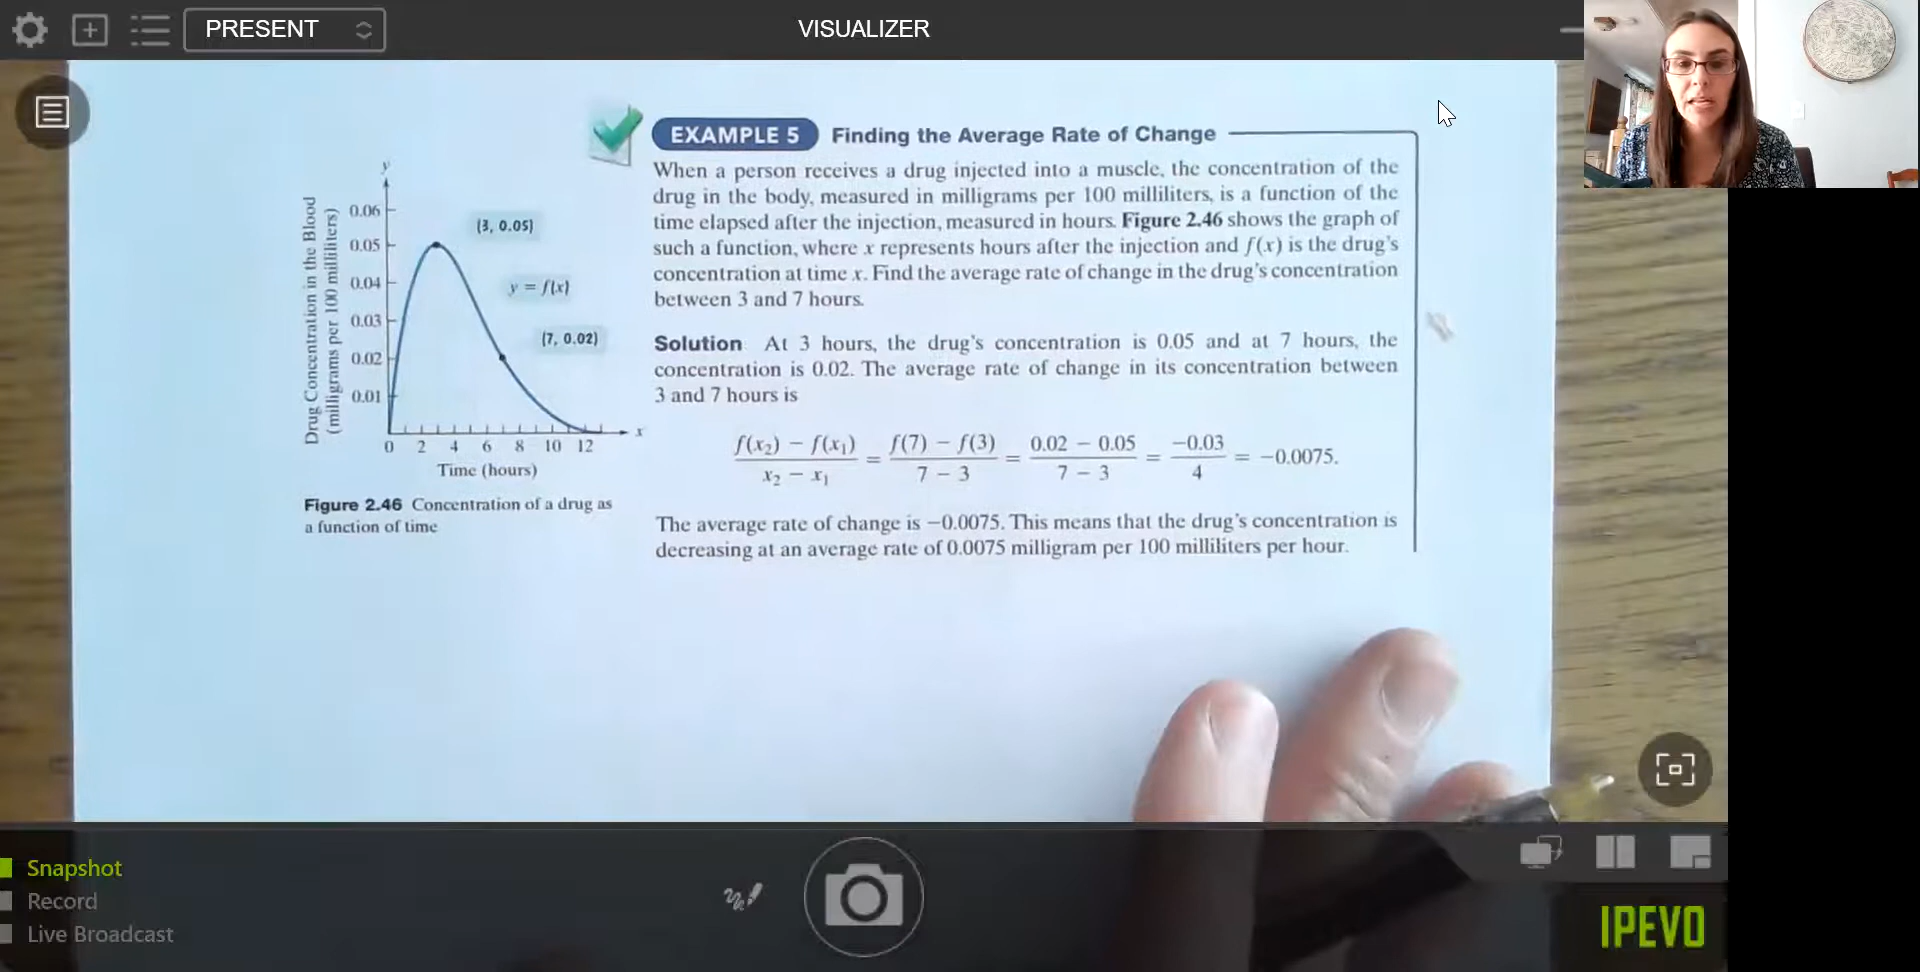 PRESENT
VISUALIZER
EXAMPLE 5 Finding the Average Rate of Change
When a person receives a drug injected into a muscle, the concentration of the
drug in the body, measured in milligrams per 100 milliliters, is a function of the
time elapsed after the injection, measured in hours. Figure 2.46 shows the graph of
such a function, where x represents hours after the injection and f(x) is the drug's
concentration at time x. Find the average rate of change in the drug's concentration
between 3 and 7 hours.
Solution At 3 hours, the drug's concentration is 0.05 and at 7 hours, the
concentration is 0.02. The average rate of change in its concentration between
3 and 7 hours is
f(x₂) − f(x₁) / x₂ − x₁ = f(7) − f(3) / 7 − 3 = 0.02 − 0.05 / 7 − 3 = −0.03 / 4 = −0.0075.
The average rate of change is −0.0075. This means that the drug's concentration is
decreasing at an average rate of 0.0075 milligram per 100 milliliters per hour.
Drug Concentration in the Blood
(milligrams per 100 milliliters)
y
0.06
0.05
0.04
0.03
0.02
0.01
(3, 0.05)
y = f(x)
(7, 0.02)
0 2 4 6 8 10 12
x
Time (hours)
Figure 2.46 Concentration of a drug as
a function of time
Snapshot
Record
Live Broadcast
IPEVO